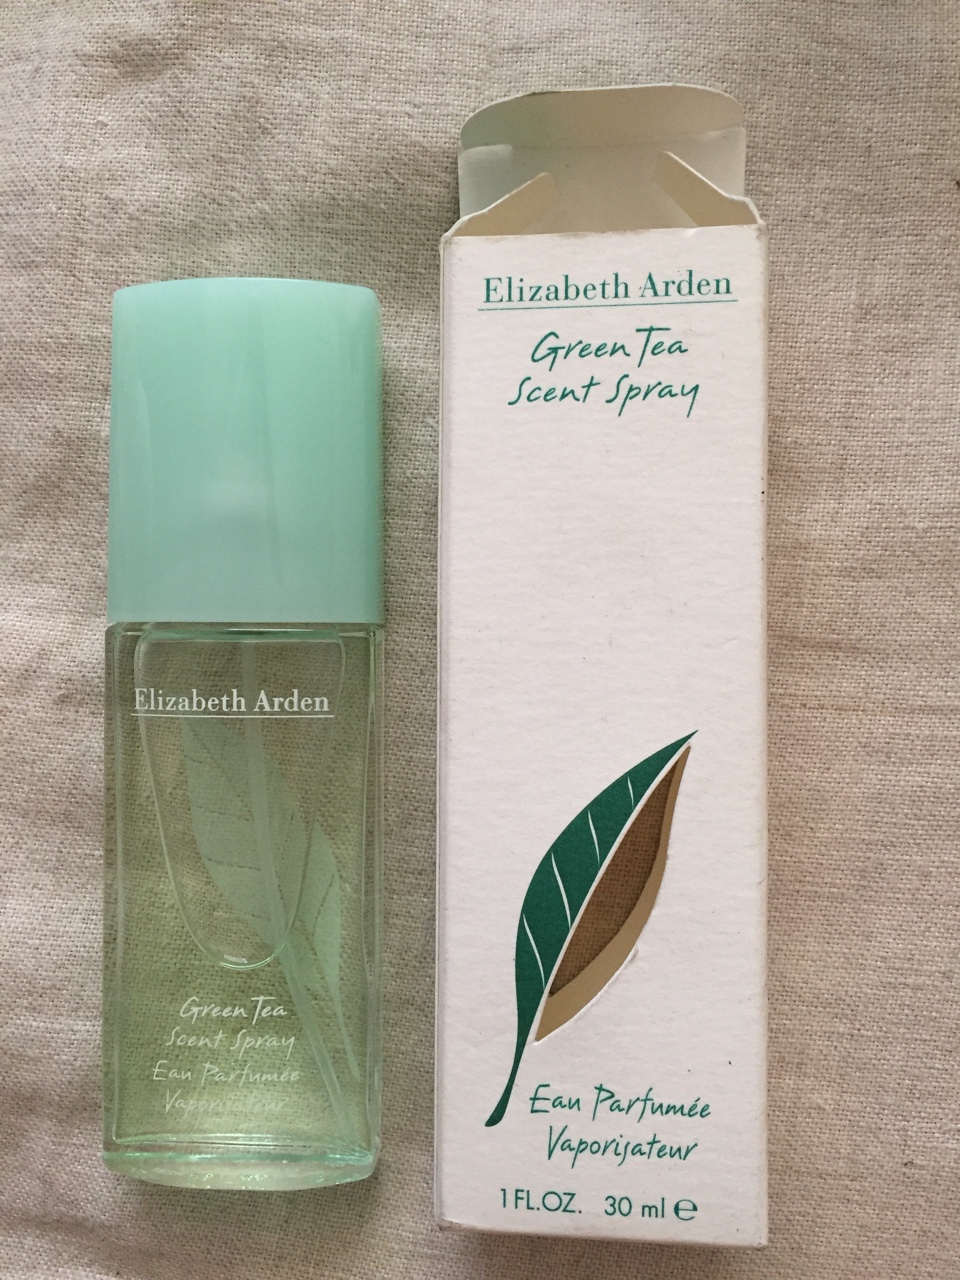 Elizabeth Arden
Green Tea
Scent Spray
Eau Parfumée
Vaporisateur
Elizabeth Arden
Green Tea
Scent Spray
Eau Parfumée
Vaporisateur
1 FL.OZ. 30 ml e